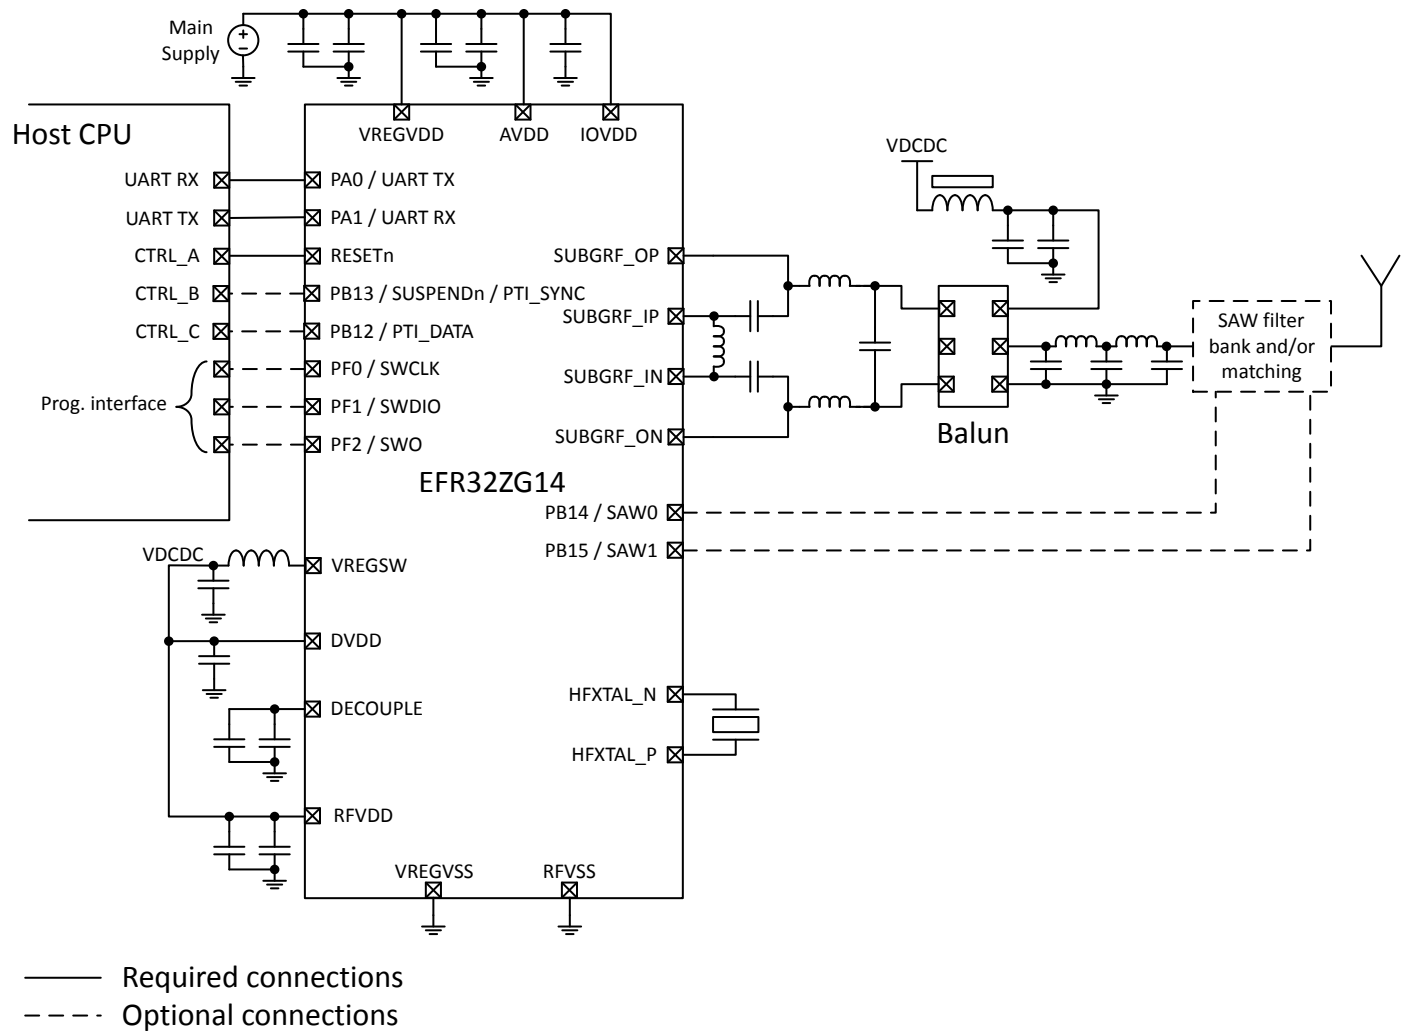 Main
Supply
+
−
Host CPU
VREGVDD
AVDD
IOVDD
VDCDC
UART RX
PA0 / UART TX
UART TX
PA1 / UART RX
CTRL_A
RESETn
SUBGRF_OP
CTRL_B
PB13 / SUSPENDn / PTI_SYNC
SUBGRF_IP
CTRL_C
PB12 / PTI_DATA
SAW filter
bank and/or
matching
PF0 / SWCLK
SUBGRF_IN
Prog. interface
PF1 / SWDIO
PF2 / SWO
SUBGRF_ON
Balun
EFR32ZG14
PB14 / SAW0
PB15 / SAW1
VDCDC
VREGSW
DVDD
HFXTAL_N
DECOUPLE
HFXTAL_P
RFVDD
VREGVSS
RFVSS
Required connections
Optional connections